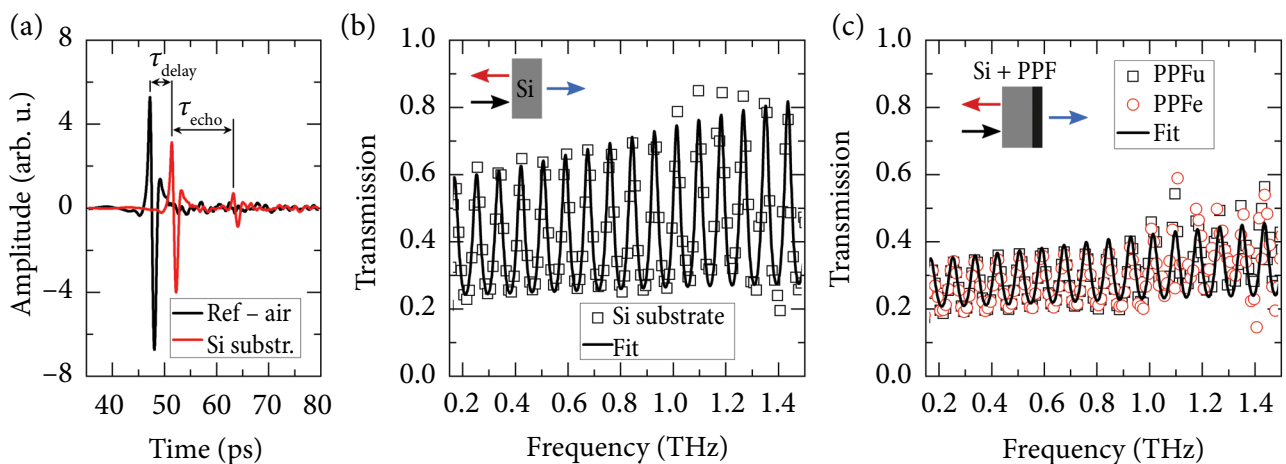 (a)
8
4
0
−4
−8
Amplitude (arb. u.)
τdelay
τecho
Ref – air
Si substr.
40 50 60 70 80
Time (ps)
(b)
1.0
0.8
0.6
0.4
0.2
0.0
Transmission
Si
Si substrate
Fit
0.2 0.4 0.6 0.8 1.0 1.2 1.4
Frequency (THz)
(c)
1.0
0.8
0.6
0.4
0.2
0.0
Transmission
Si + PPF
PPFu
PPFe
Fit
0.2 0.4 0.6 0.8 1.0 1.2 1.4
Frequency (THz)